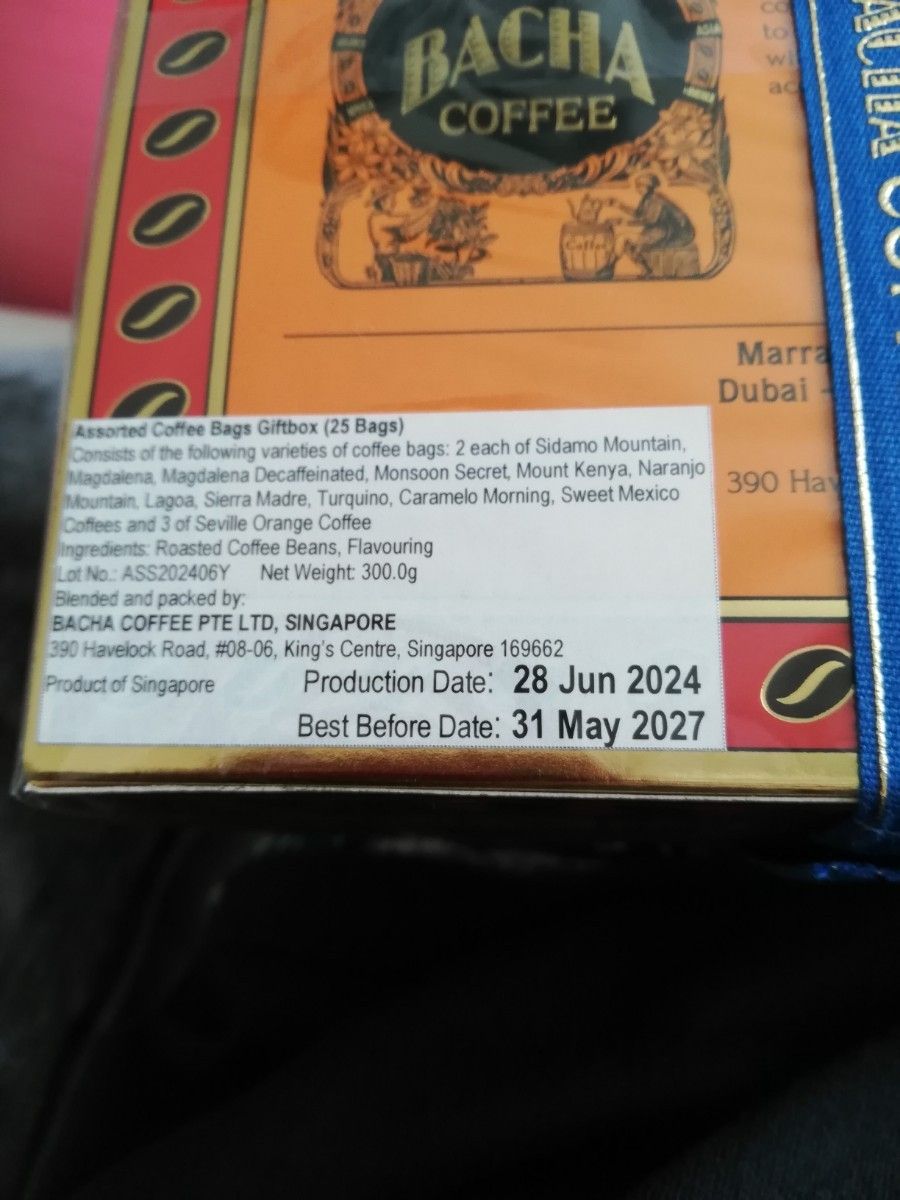 BACHA
COFFEE
Coffee
Marra
Dubai -
390 Hav
Assorted Coffee Bags Giftbox (25 Bags)
Consists of the following varieties of coffee bags: 2 each of Sidamo Mountain,
Magdalena, Magdalena Decaffeinated, Monsoon Secret, Mount Kenya, Naranjo
Mountain, Lagoa, Sierra Madre, Turquino, Caramelo Morning, Sweet Mexico
Coffees and 3 of Seville Orange Coffee
Ingredients: Roasted Coffee Beans, Flavouring
Lot No.: ASS202406Y Net Weight: 300.0g
Blended and packed by:
BACHA COFFEE PTE LTD, SINGAPORE
390 Havelock Road, #08-06, King's Centre, Singapore 169662
Product of Singapore
Production Date: 28 Jun 2024
Best Before Date: 31 May 2027